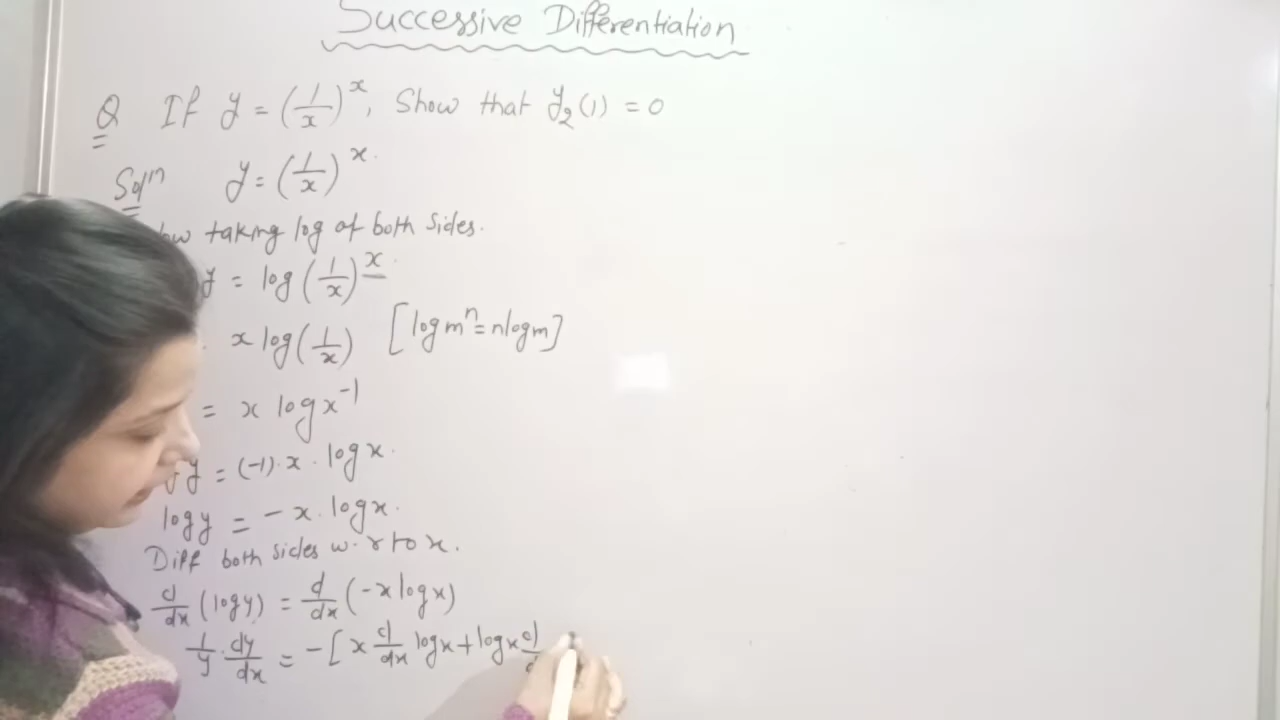 Successive Differentiation
Q If y = (1/x)^x, Show that y₂(1) = 0
Solⁿ y = (1/x)^x.
taking log of both sides.
y = log (1/x)^x.
x log(1/x) [log mⁿ = n log m]
= x log x⁻¹
y = (-1)·x · log x.
log y = - x · log x.
Diff both sides w.r to x.
d/dx (log y) = d/dx (-x log x)
1/y · dy/dx = -[ x d/dx log x + log x d